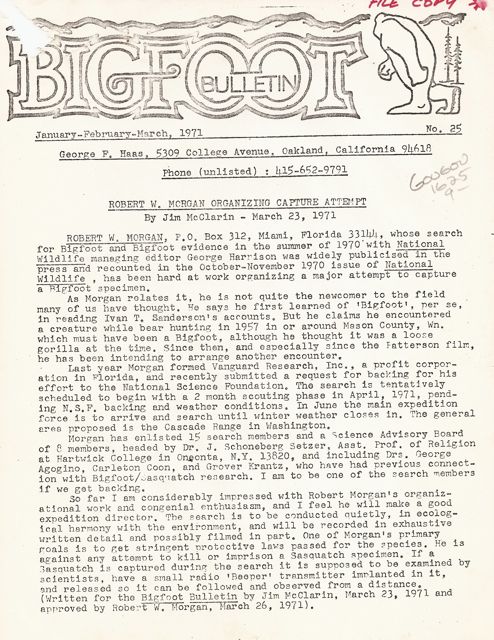 FILE COPY
BIGFOOT
BULLETIN
January-February-March, 1971 No. 25
George F. Haas, 5309 College Avenue, Oakland, California 94618
Phone (unlisted) : 415-652-9791
ROBERT W. MORGAN ORGANIZING CAPTURE ATTEMPT
By Jim McClarin - March 23, 1971
ROBERT W. MORGAN, P.O. Box 312, Miami, Florida 33144, whose search
for Bigfoot and Bigfoot evidence in the summer of 1970 with National
Wildlife managing editor George Harrison was widely publicised in the
press and recounted in the October-November 1970 issue of National
Wildlife , has been hard at work organizing a major attempt to capture
a Bigfoot specimen.
As Morgan relates it, he is not quite the newcomer to the field
many of us have thought. He says he first learned of 'Bigfoot', per se,
in reading Ivan T. Sanderson's accounts. But he claims he encountered
a creature while bear hunting in 1957 in or around Mason County, Wn.
which must have been a Bigfoot, although he thought it was a loose
gorilla at the time. Since then, and especially since the Patterson film,
he has been intending to arrange another encounter.
Last year Morgan formed Vanguard Research, Inc., a profit corpor-
ation in Florida, and recently submitted a request for backing for his
effort to the National Science Foundation. The search is tentatively
scheduled to begin with a 2 month scouting phase in April, 1971, pend-
ing N.S.F. backing and weather conditions. In June the main expedition
force is to arrive and search until winter weather closes in. The general
area proposed is the Cascade Range in Washington.
Morgan has enlisted 15 search members and a Science Advisory Board
of 8 members, headed by Dr. J. Schoneberg Setzer, Asst. Prof. of Religion
at Hartwick College in Oneonta, N.Y. 13820, and including Drs. George
Agogino, Carleton Coon, and Grover Krantz, who have had previous connect-
ion with Bigfoot/Sasquatch research. I am to be one of the search members
if we get backing.
So far I am considerably impressed with Robert Morgan's organiz-
ational work and congenial enthusiasm, and I feel he will make a good
expedition director. The search is to be conducted quietly, in ecolog-
ical harmony with the environment, and will be recorded in exhaustive
written detail and possibly filmed in part. One of Morgan's primary
goals is to get stringent protective laws passed for the species. He is
against any attempt to kill or imprison a Sasquatch specimen. If a
Sasquatch is captured during the search it is supposed to be examined by
scientists, have a small radio 'Beeper' transmitter implanted in it,
and released so it can be followed and observed from a distance.
(Written for the Bigfoot Bulletin by Jim McClarin, March 23, 1971 and
approved by Robert W. Morgan, March 26, 1971).